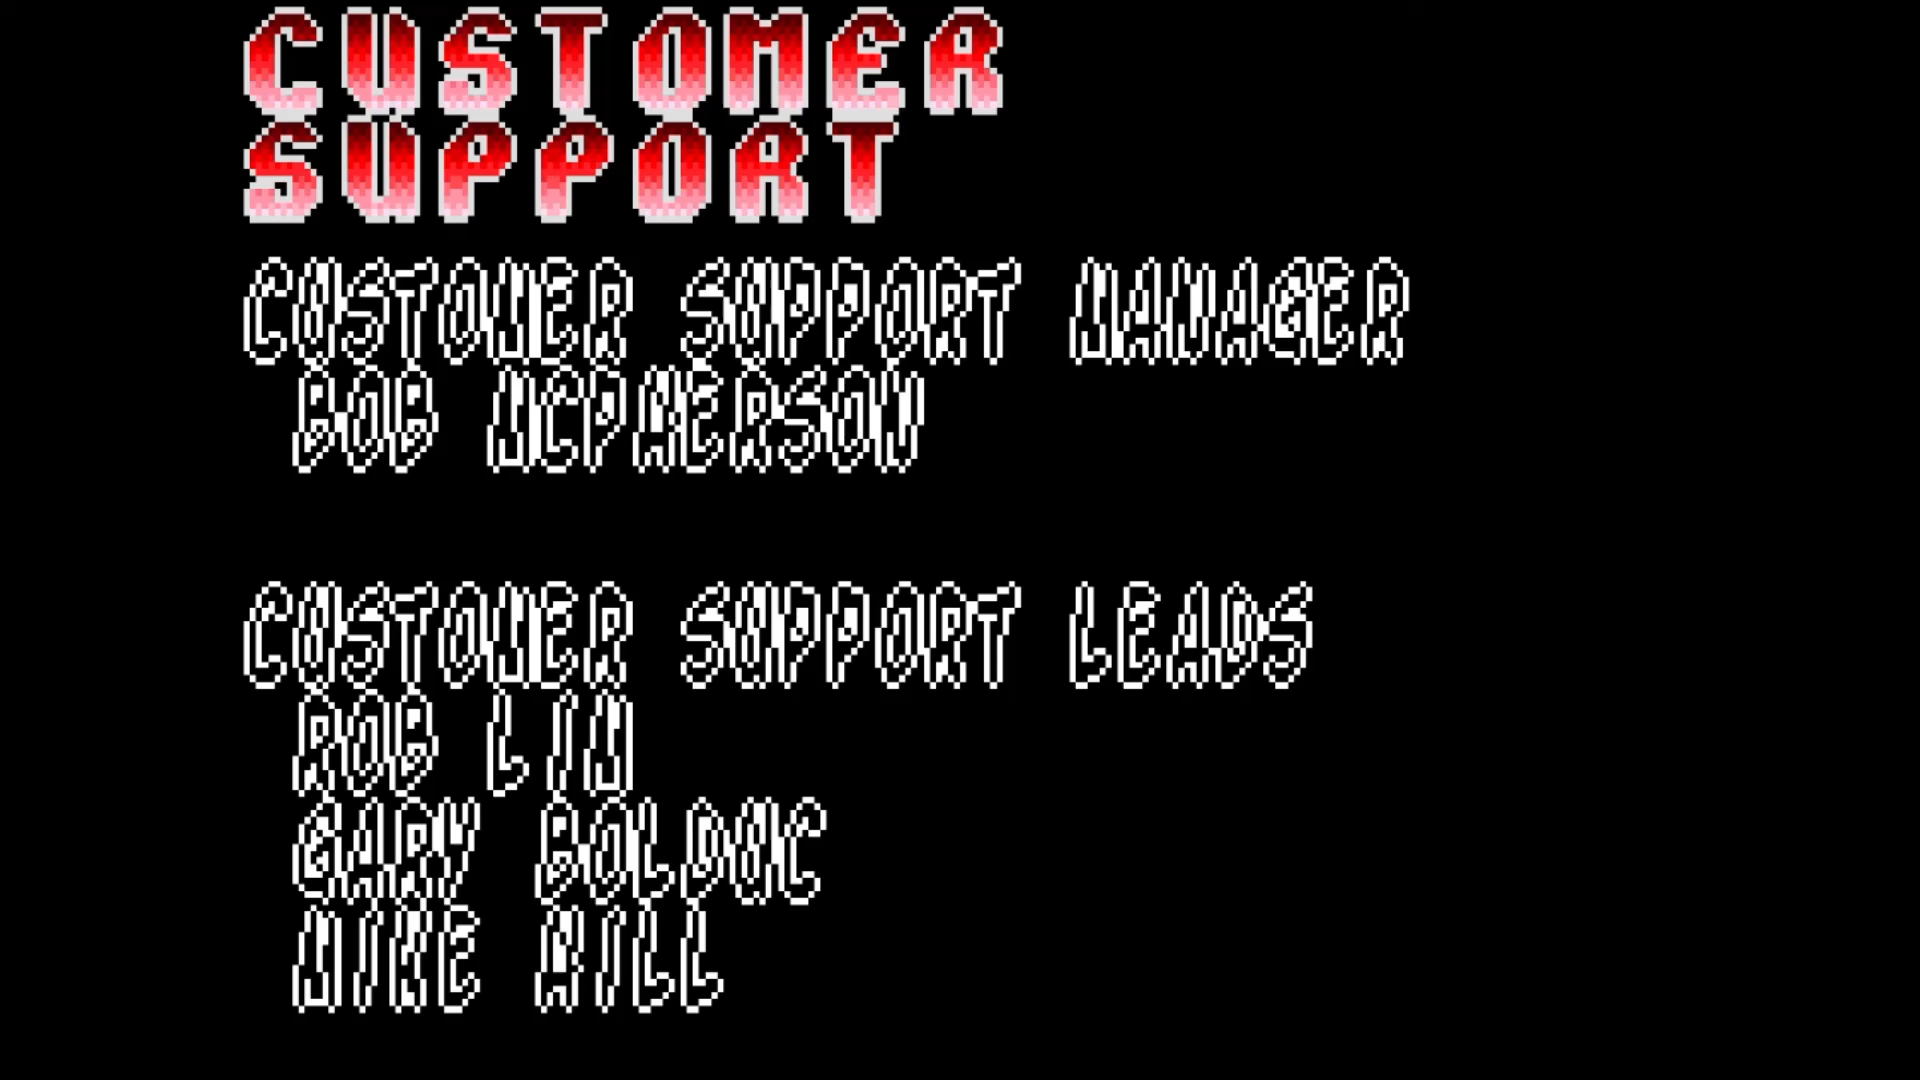 CUSTOMER
SUPPORT
CUSTOMER SUPPORT MANAGER
BOB MCPHERSON
CUSTOMER SUPPORT LEADS
ROB LIM
GARY BOLDUC
MIKE HILL